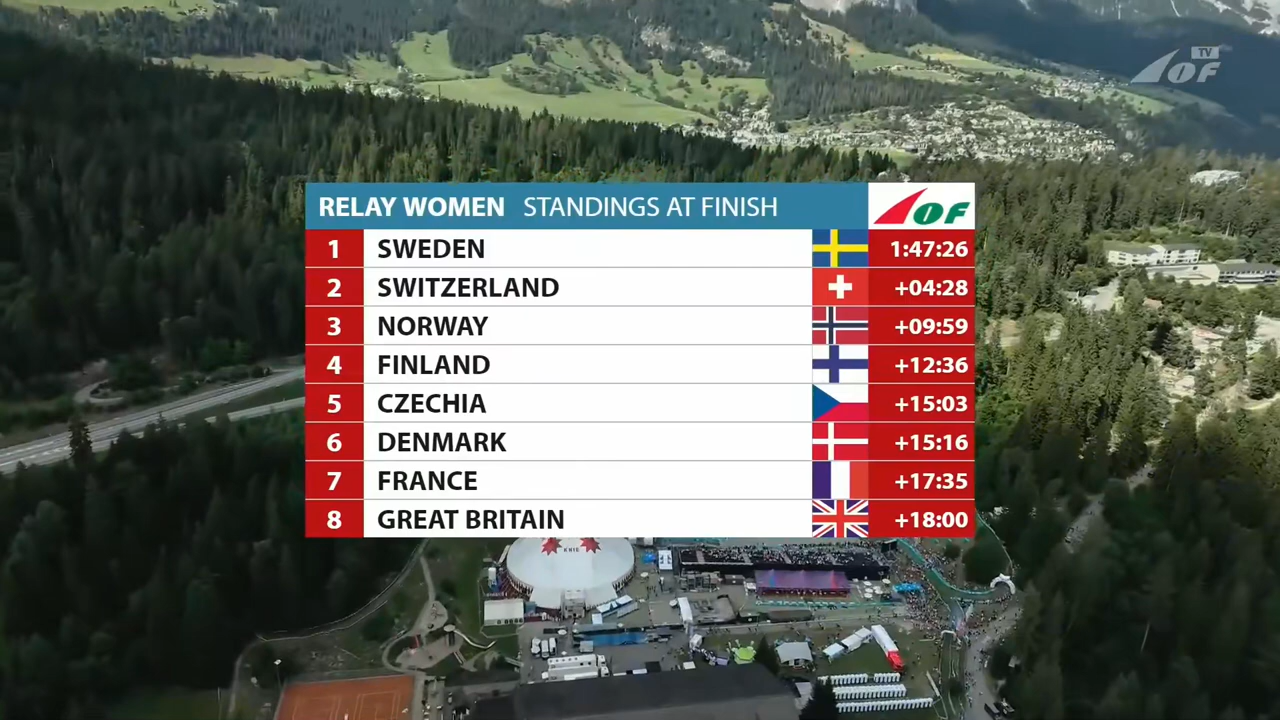 TV
IOF
RELAY WOMEN STANDINGS AT FINISH IOF
1 SWEDEN 1:47:26
2 SWITZERLAND +04:28
3 NORWAY +09:59
4 FINLAND +12:36
5 CZECHIA +15:03
6 DENMARK +15:16
7 FRANCE +17:35
8 GREAT BRITAIN +18:00
KNIE